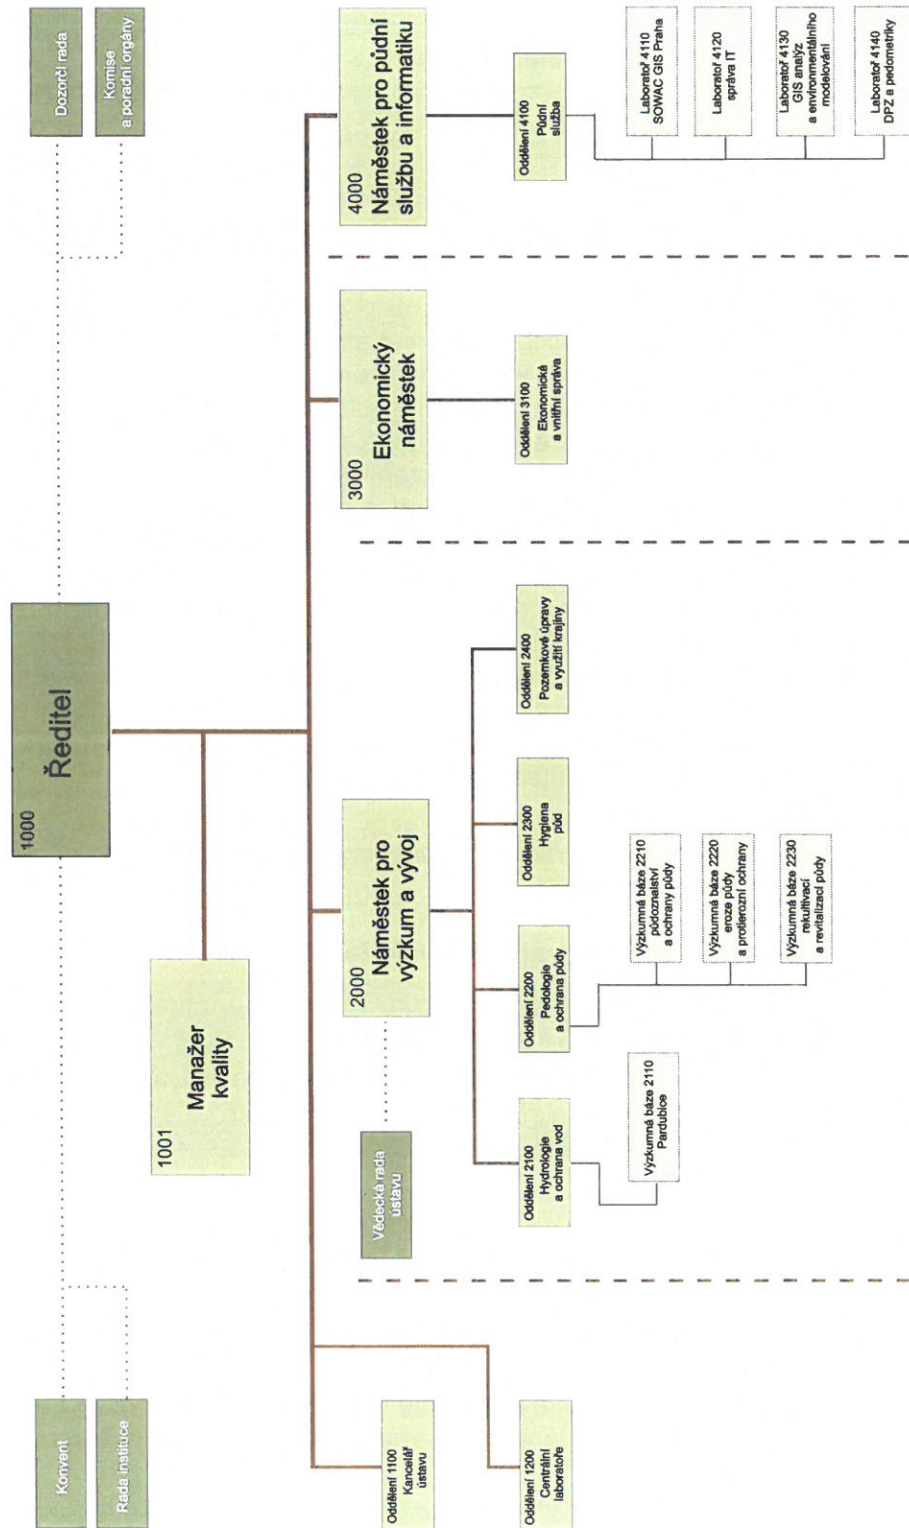 Konvent
Rada instituce
1000
Ředitel
Dozorčí rada
Komise
a poradní orgány
1001
Manažer
kvality
Oddělení 1100
Kancelář
ústavu
Oddělení 1200
Centrální
laboratoře
Vědecká rada
ústavu
2000
Náměstek pro
výzkum a vývoj
3000
Ekonomický
náměstek
4000
Náměstek pro půdní
službu a informatiku
Oddělení 2100
Hydrologie
a ochrana vod
Oddělení 2200
Pedologie
a ochrana půdy
Oddělení 2300
Hygiena
půd
Oddělení 2400
Pozemkové úpravy
a využití krajiny
Oddělení 3100
Ekonomická
a vnitřní správa
Oddělení 4100
Půdní
služba
Výzkumná báze 2110
Pardubice
Výzkumná báze 2210
půdoznalství
a ochrany půdy
Výzkumná báze 2220
eroze půdy
a protierozní ochrany
Výzkumná báze 2230
rekultivací
a revitalizací půdy
Laboratoř 4110
SOWAC GIS Praha
Laboratoř 4120
správa IT
Laboratoř 4130
GIS analýz
a environmentálního
modelování
Laboratoř 4140
DPZ a pedometriky